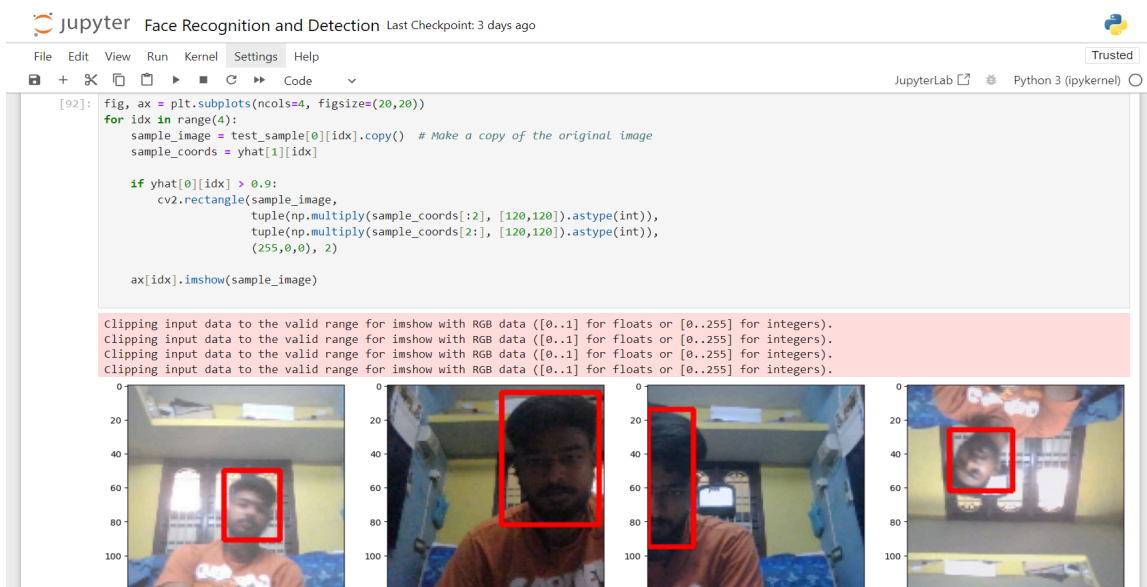 jupyter Face Recognition and Detection Last Checkpoint: 3 days ago
File Edit View Run Kernel Settings Help
Trusted
Code
JupyterLab
Python 3 (ipykernel)
[92]: fig, ax = plt.subplots(ncols=4, figsize=(20,20))
for idx in range(4):
    sample_image = test_sample[0][idx].copy()  # Make a copy of the original image
    sample_coords = yhat[1][idx]
    if yhat[0][idx] > 0.9:
        cv2.rectangle(sample_image,
                      tuple(np.multiply(sample_coords[:2], [120,120]).astype(int)),
                      tuple(np.multiply(sample_coords[2:], [120,120]).astype(int)),
                      (255,0,0), 2)
    ax[idx].imshow(sample_image)
Clipping input data to the valid range for imshow with RGB data ([0..1] for floats or [0..255] for integers).
Clipping input data to the valid range for imshow with RGB data ([0..1] for floats or [0..255] for integers).
Clipping input data to the valid range for imshow with RGB data ([0..1] for floats or [0..255] for integers).
Clipping input data to the valid range for imshow with RGB data ([0..1] for floats or [0..255] for integers).
0 0 0 0
20 20 20 20
40 40 40 40
60 60 60 60
80 80 80 80
100 100 100 100